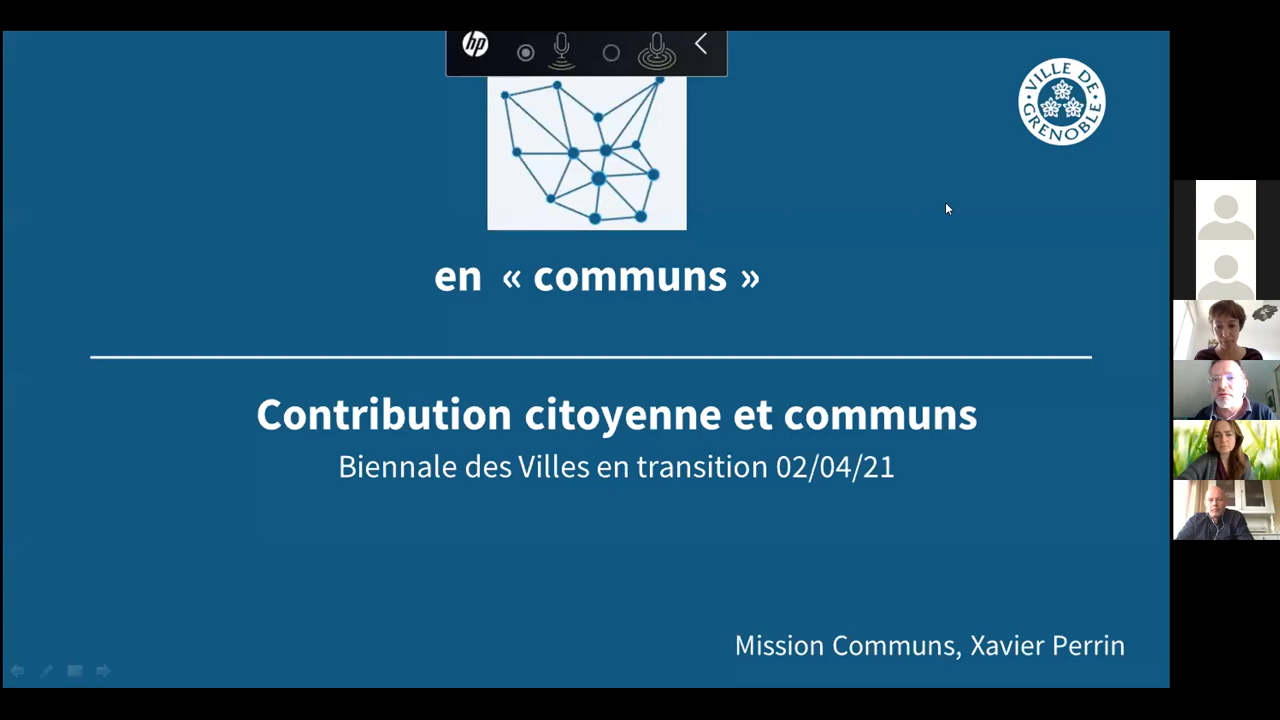 hp
VILLE DE
GRENOBLE
en « communs »
Contribution citoyenne et communs
Biennale des Villes en transition 02/04/21
Mission Communs, Xavier Perrin